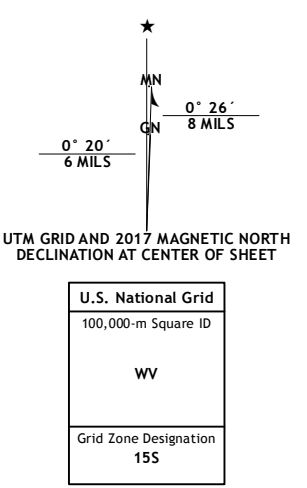 ★
MN
0° 26´
8 MILS
GN
0° 20´
6 MILS
UTM GRID AND 2017 MAGNETIC NORTH
DECLINATION AT CENTER OF SHEET
U.S. National Grid
100,000-m Square ID
WV
Grid Zone Designation
15S